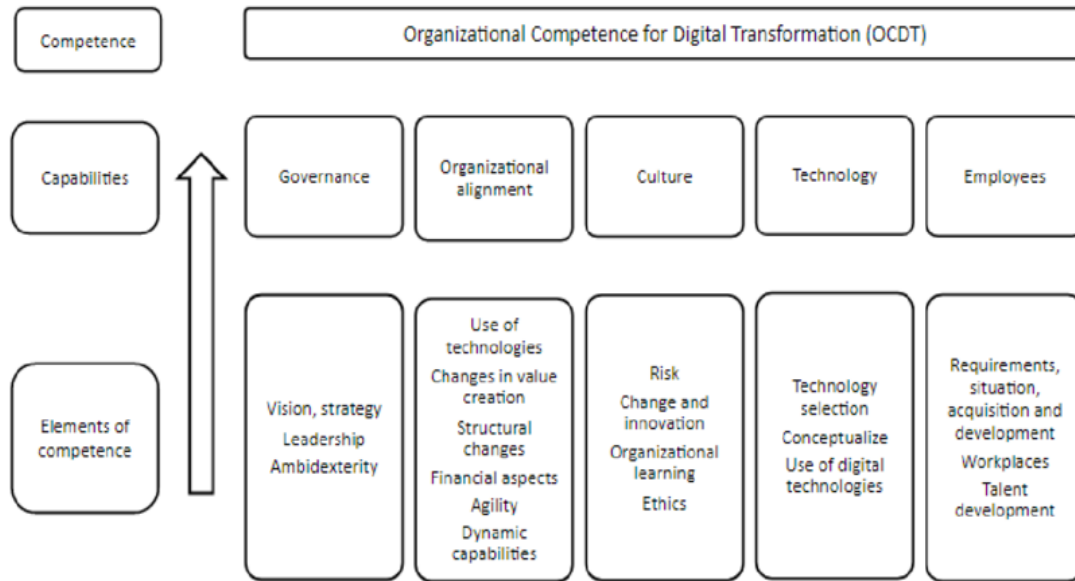 Competence
Organizational Competence for Digital Transformation (OCDT)
Capabilities
Governance
Organizational
alignment
Culture
Technology
Employees
Elements of
competence
Vision, strategy
Leadership
Ambidexterity
Use of
technologies
Changes in value
creation
Structural
changes
Financial aspects
Agility
Dynamic
capabilities
Risk
Change and
innovation
Organizational
learning
Ethics
Technology
selection
Conceptualize
Use of digital
technologies
Requirements,
situation,
acquisition and
development
Workplaces
Talent
development